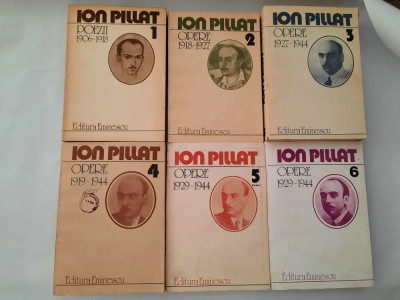 ION PILLAT
POEZII 1
1906-1918
Editura Eminescu
ION PILLAT
OPERE 2
1918-1927
Editura Eminescu
ION PILLAT
OPERE 3
1927-1944
Editura Eminescu
ION PILLAT
OPERE 4
1919-1944
Editura Eminescu
ION PILLAT
OPERE 5
1929-1944
Editura Eminescu
ION PILLAT
OPERE 6
1929-1944
Editura Eminescu